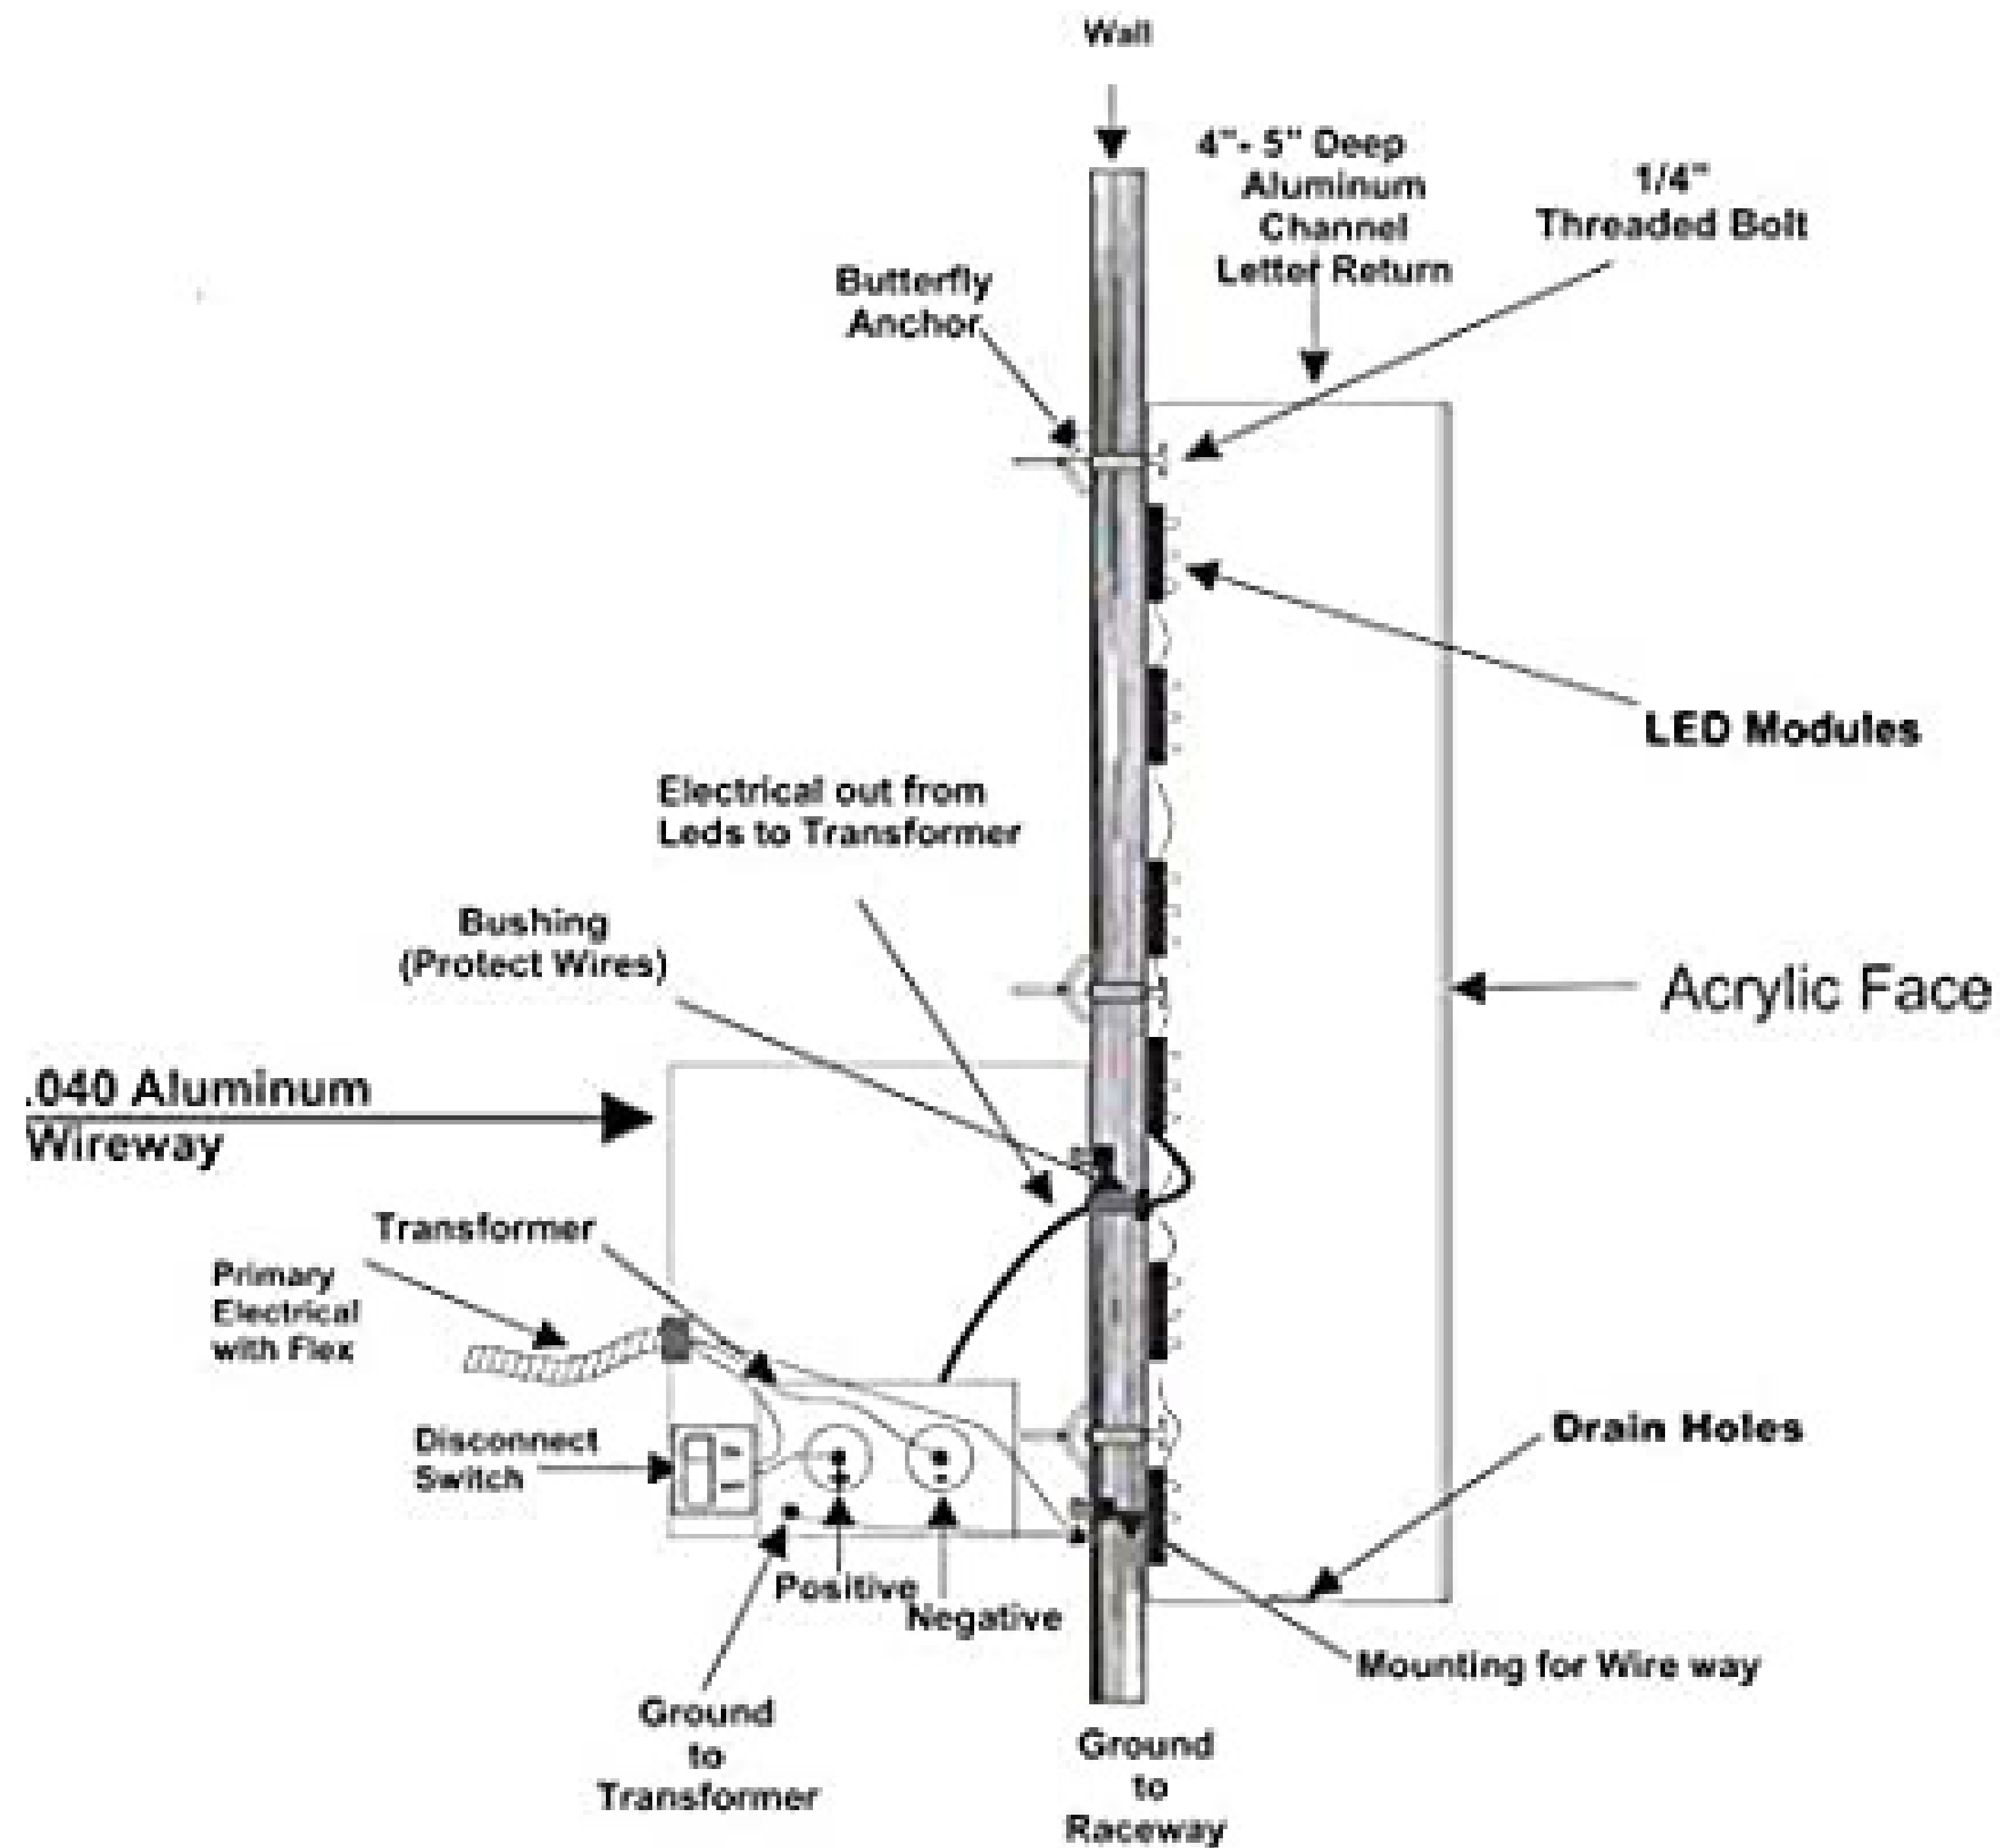 Wall
4"- 5" Deep
Aluminum
Channel
Letter Return
1/4"
Threaded Bolt
Butterfly
Anchor
LED Modules
Electrical out from
Leds to Transformer
Bushing
(Protect Wires)
Acrylic Face
.040 Aluminum
Wireway
Transformer
Primary
Electrical
with Flex
Disconnect
Switch
+
-
Drain Holes
Positive
Negative
Mounting for Wire way
Ground
to
Transformer
Ground
to
Raceway